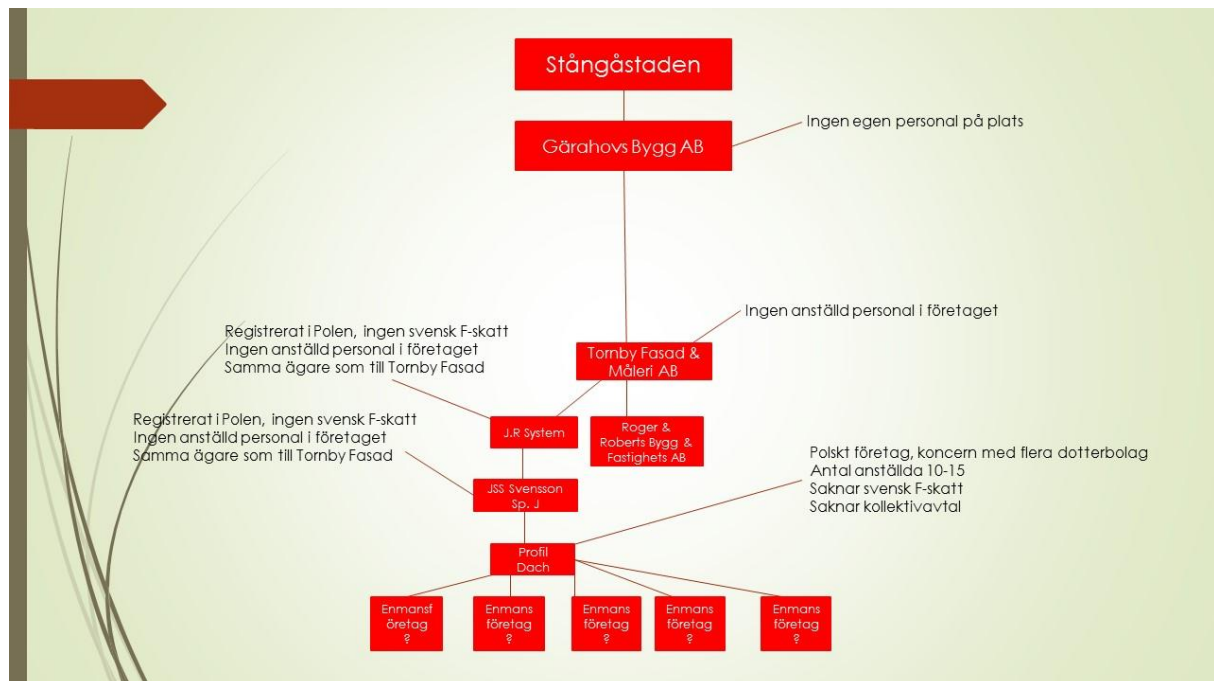 Stångåstaden
Gärahovs Bygg AB
Ingen egen personal på plats
Ingen anställd personal i företaget
Tornby Fasad &
Måleri AB
Registrerat i Polen, ingen svensk F-skatt
Ingen anställd personal i företaget
Samma ägare som till Tornby Fasad
J.R System
Roger &
Roberts Bygg &
Fastighets AB
Registrerat i Polen, ingen svensk F-skatt
Ingen anställd personal i företaget
Samma ägare som till Tornby Fasad
JSS Svensson
Sp. J
Polskt företag, koncern med flera dotterbolag
Antal anställda 10-15
Saknar svensk F-skatt
Saknar kollektivavtal
Profil
Dach
Enmansf
öretag
?
Enmans
företag
?
Enmans
företag
?
Enmans
företag
?
Enmans
företag
?